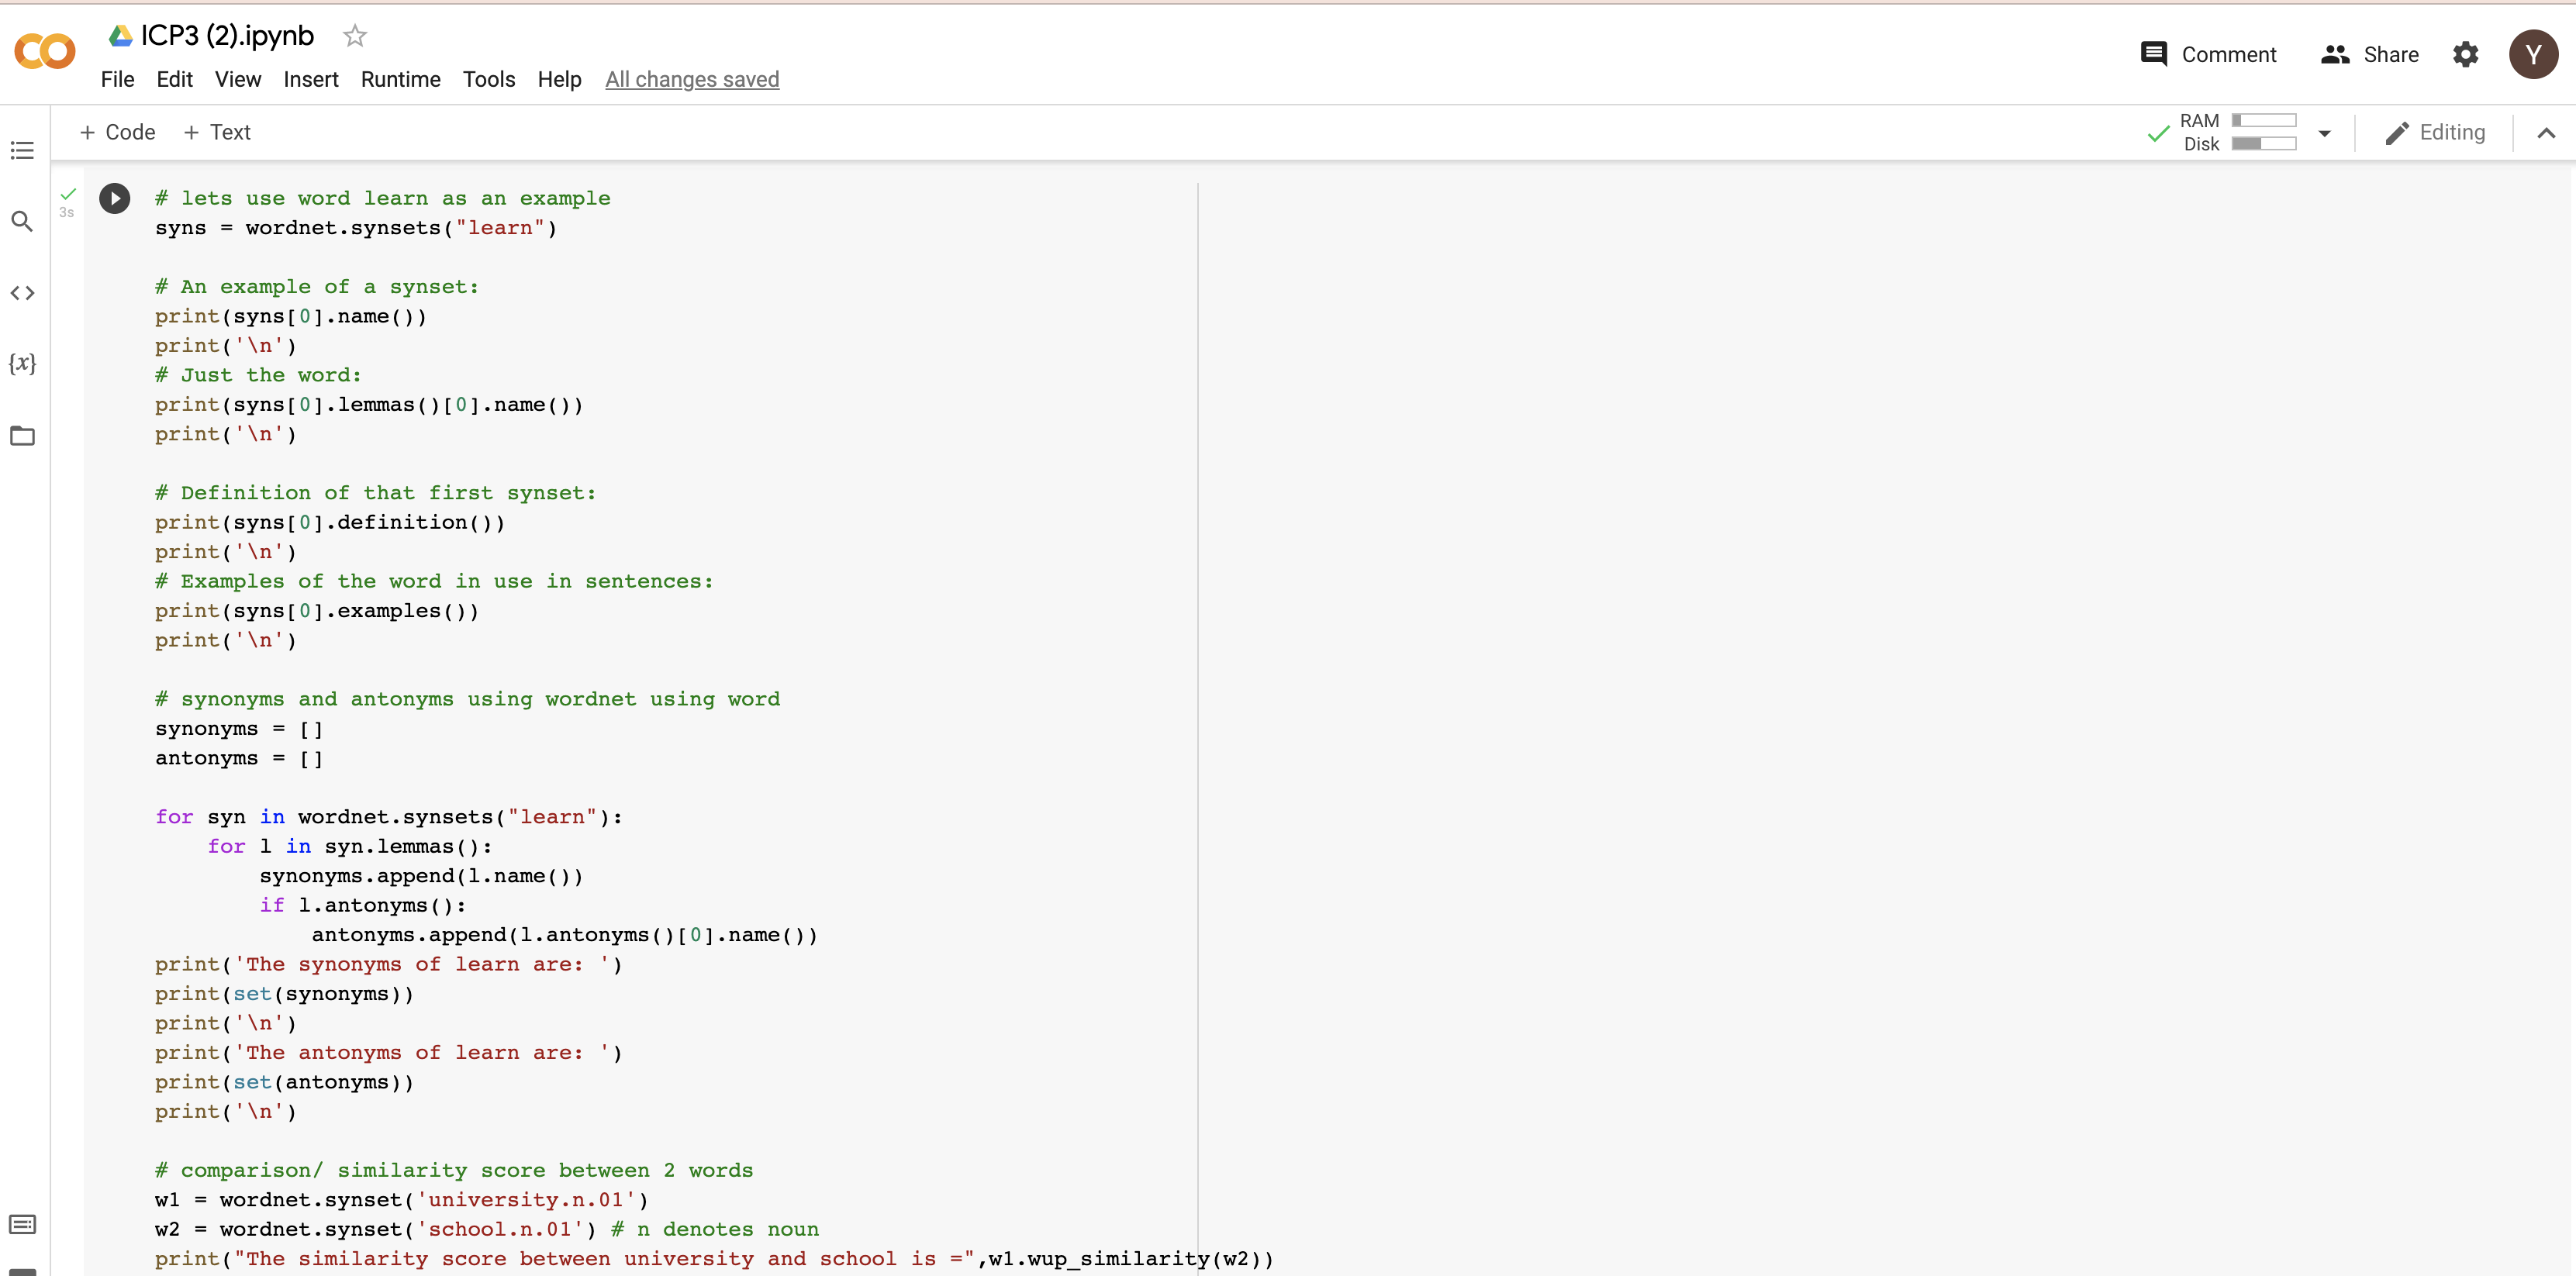 ICP3 (2).ipynb
File Edit View Insert Runtime Tools Help All changes saved
Comment Share Y
+ Code + Text
RAM
Disk
Editing
3s
# lets use word learn as an example
syns = wordnet.synsets("learn")
# An example of a synset:
print(syns[0].name())
print('\n')
# Just the word:
print(syns[0].lemmas()[0].name())
print('\n')
# Definition of that first synset:
print(syns[0].definition())
print('\n')
# Examples of the word in use in sentences:
print(syns[0].examples())
print('\n')
# synonyms and antonyms using wordnet using word
synonyms = []
antonyms = []
for syn in wordnet.synsets("learn"):
    for l in syn.lemmas():
        synonyms.append(l.name())
        if l.antonyms():
            antonyms.append(l.antonyms()[0].name())
print('The synonyms of learn are: ')
print(set(synonyms))
print('\n')
print('The antonyms of learn are: ')
print(set(antonyms))
print('\n')
# comparison/ similarity score between 2 words
w1 = wordnet.synset('university.n.01')
w2 = wordnet.synset('school.n.01') # n denotes noun
print("The similarity score between university and school is =",w1.wup_similarity(w2))